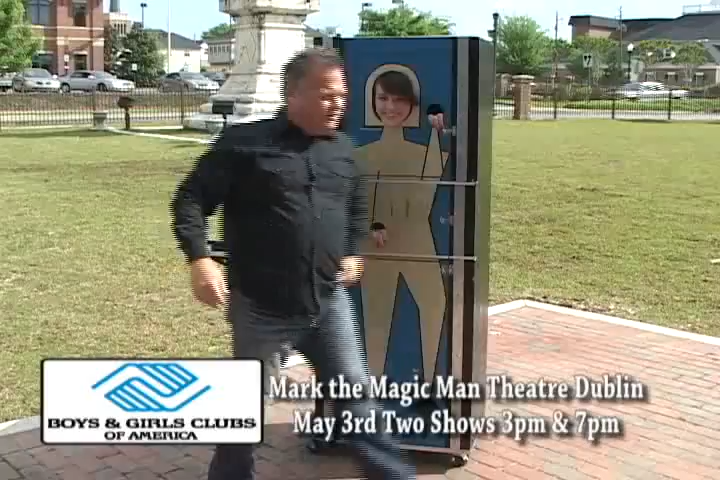 BOYS & GIRLS CLUBS
OF AMERICA
Mark the Magic Man Theatre Dublin
May 3rd Two Shows 3pm & 7pm